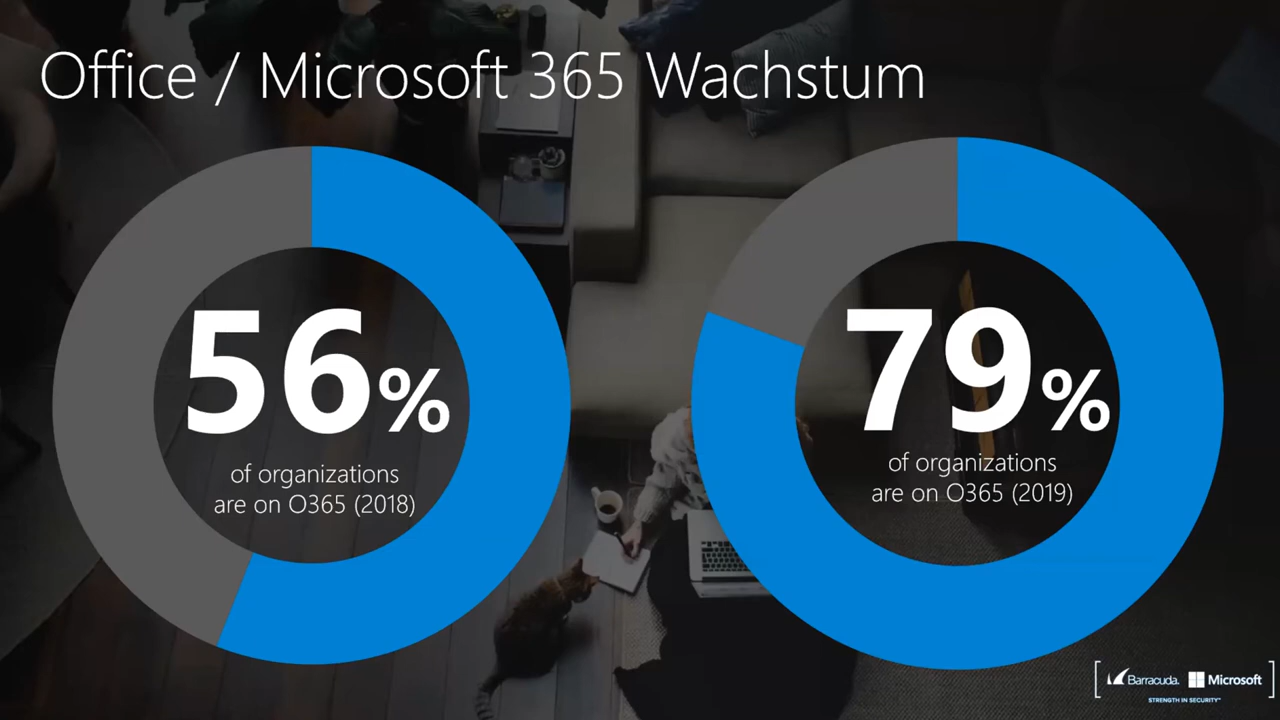 Office / Microsoft 365 Wachstum
56%
of organizations
are on O365 (2018)
79%
of organizations
are on O365 (2019)
Barracuda. Microsoft
STRENGTH IN SECURITY™